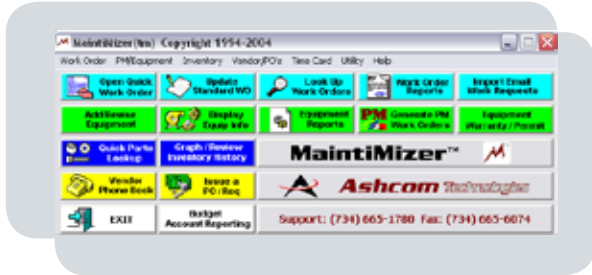 MaintiMizer(tm) Copyright 1994-2004
Work Order PM/Equipment Inventory Vendor/PO's Time Card Utility Help
Open Quick
Work Order
Update
Standard WO
Look Up
Work Orders
Work Order
Reports
Import Email
Work Requests
Add/Revise
Equipment
Display
Equip Info
Equipment
Reports
PM
Generate PM
Work Orders
Equipment
Warranty / Permit
Quick Parts
Lookup
Graph / Review
Inventory History
MaintiMizer™
Vendor
Phone Book
Issue a
PO / Req
Ashcom Technologies
EXIT
Budget
Account Reporting
Support: (734) 665-1780 Fax: (734) 665-6074